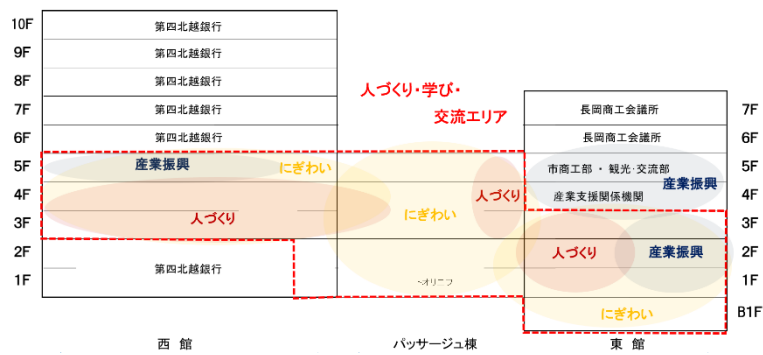 10F 第四北越銀行
9F 第四北越銀行
8F 第四北越銀行
7F 第四北越銀行 長岡商工会議所 7F
6F 第四北越銀行 長岡商工会議所 6F
人づくり・学び・
交流エリア
5F 産業振興 にぎわい 市商工部 ・ 観光・交流部 5F
産業振興
4F 人づくり 産業支援関係機関 4F
3F 人づくり にぎわい 3F
2F 人づくり 産業振興 2F
1F 第四北越銀行 1F
にぎわい B1F
西 館 パッサージュ棟 東 館